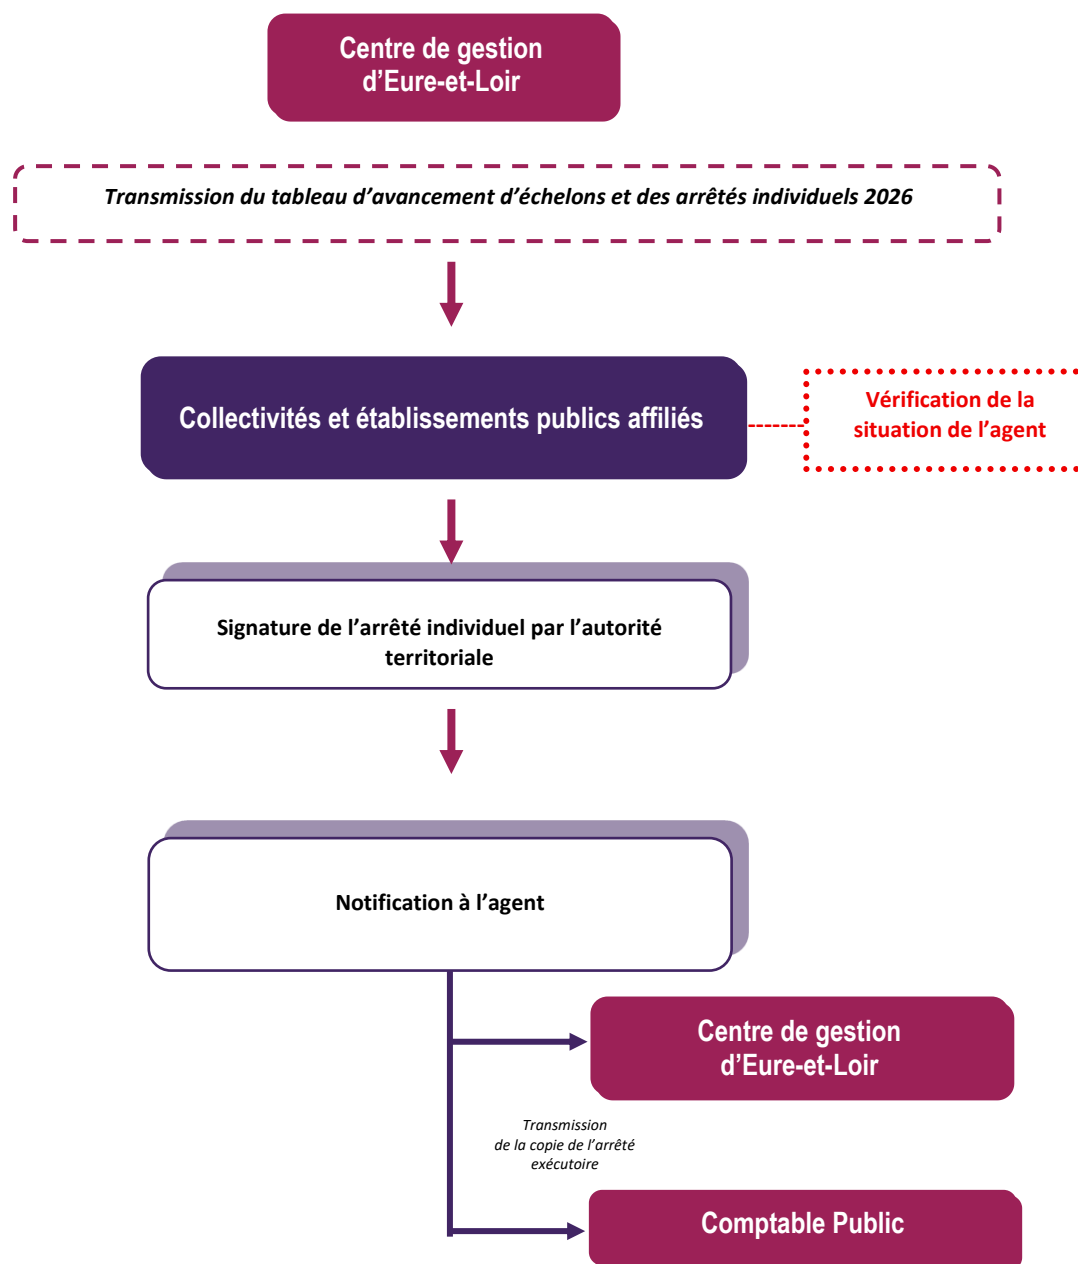 Centre de gestion
d’Eure-et-Loir
Transmission du tableau d’avancement d’échelons et des arrêtés individuels 2026
Collectivités et établissements publics affiliés
Vérification de la
situation de l’agent
Signature de l’arrêté individuel par l’autorité
territoriale
Notification à l’agent
Centre de gestion
d’Eure-et-Loir
Transmission
de la copie de l’arrêté
exécutoire
Comptable Public